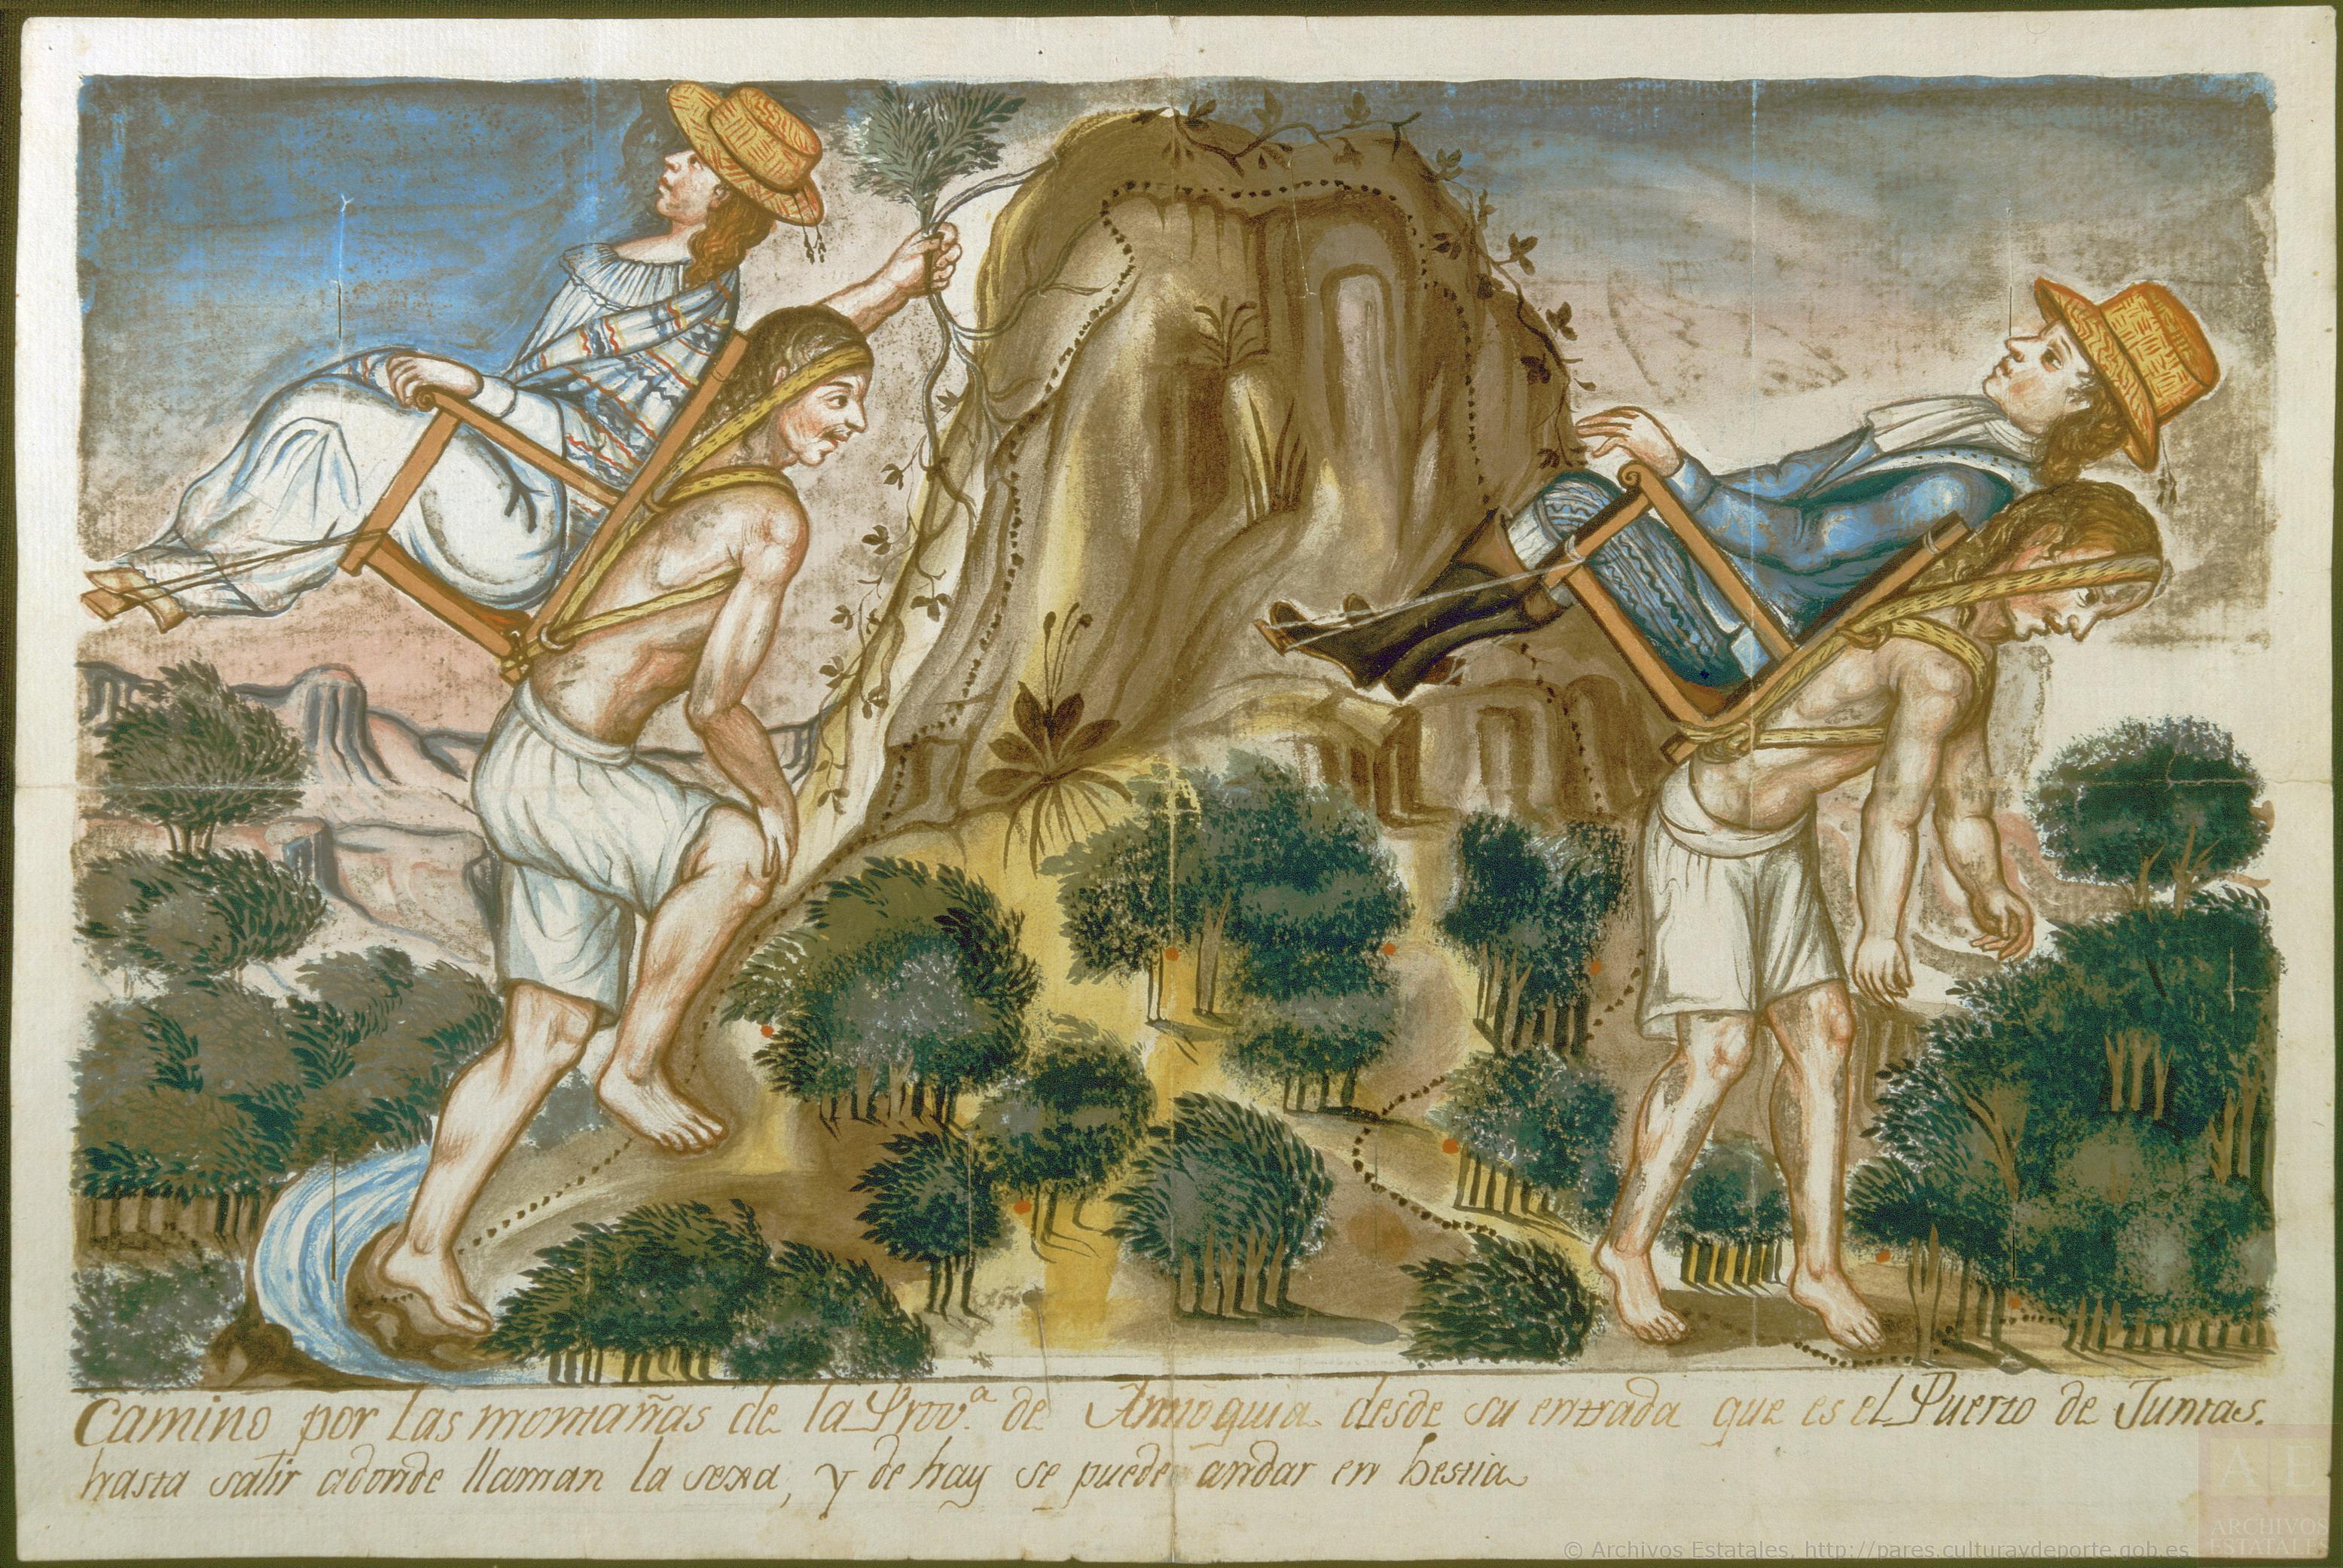 Camino por las montañas de la Prov.ª de Antioquia desde su entrada que es el Puerto de Juntas.
hasta salir adonde llaman la sexa, y de hay se puede andar en bestia
A E
ARCHIVOS
ESTATALES
© Archivos Estatales, http://pares.culturaydeporte.gob.es